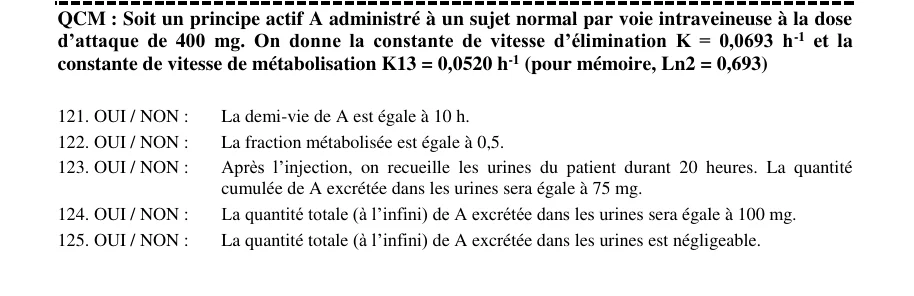 QCM : Soit un principe actif A administré à un sujet normal par voie intraveineuse à la dose
d’attaque de 400 mg. On donne la constante de vitesse d’élimination K = 0,0693 h-1 et la
constante de vitesse de métabolisation K13 = 0,0520 h-1 (pour mémoire, Ln2 = 0,693)
121. OUI / NON : La demi-vie de A est égale à 10 h.
122. OUI / NON : La fraction métabolisée est égale à 0,5.
123. OUI / NON : Après l’injection, on recueille les urines du patient durant 20 heures. La quantité
cumulée de A excrétée dans les urines sera égale à 75 mg.
124. OUI / NON : La quantité totale (à l’infini) de A excrétée dans les urines sera égale à 100 mg.
125. OUI / NON : La quantité totale (à l’infini) de A excrétée dans les urines est négligeable.